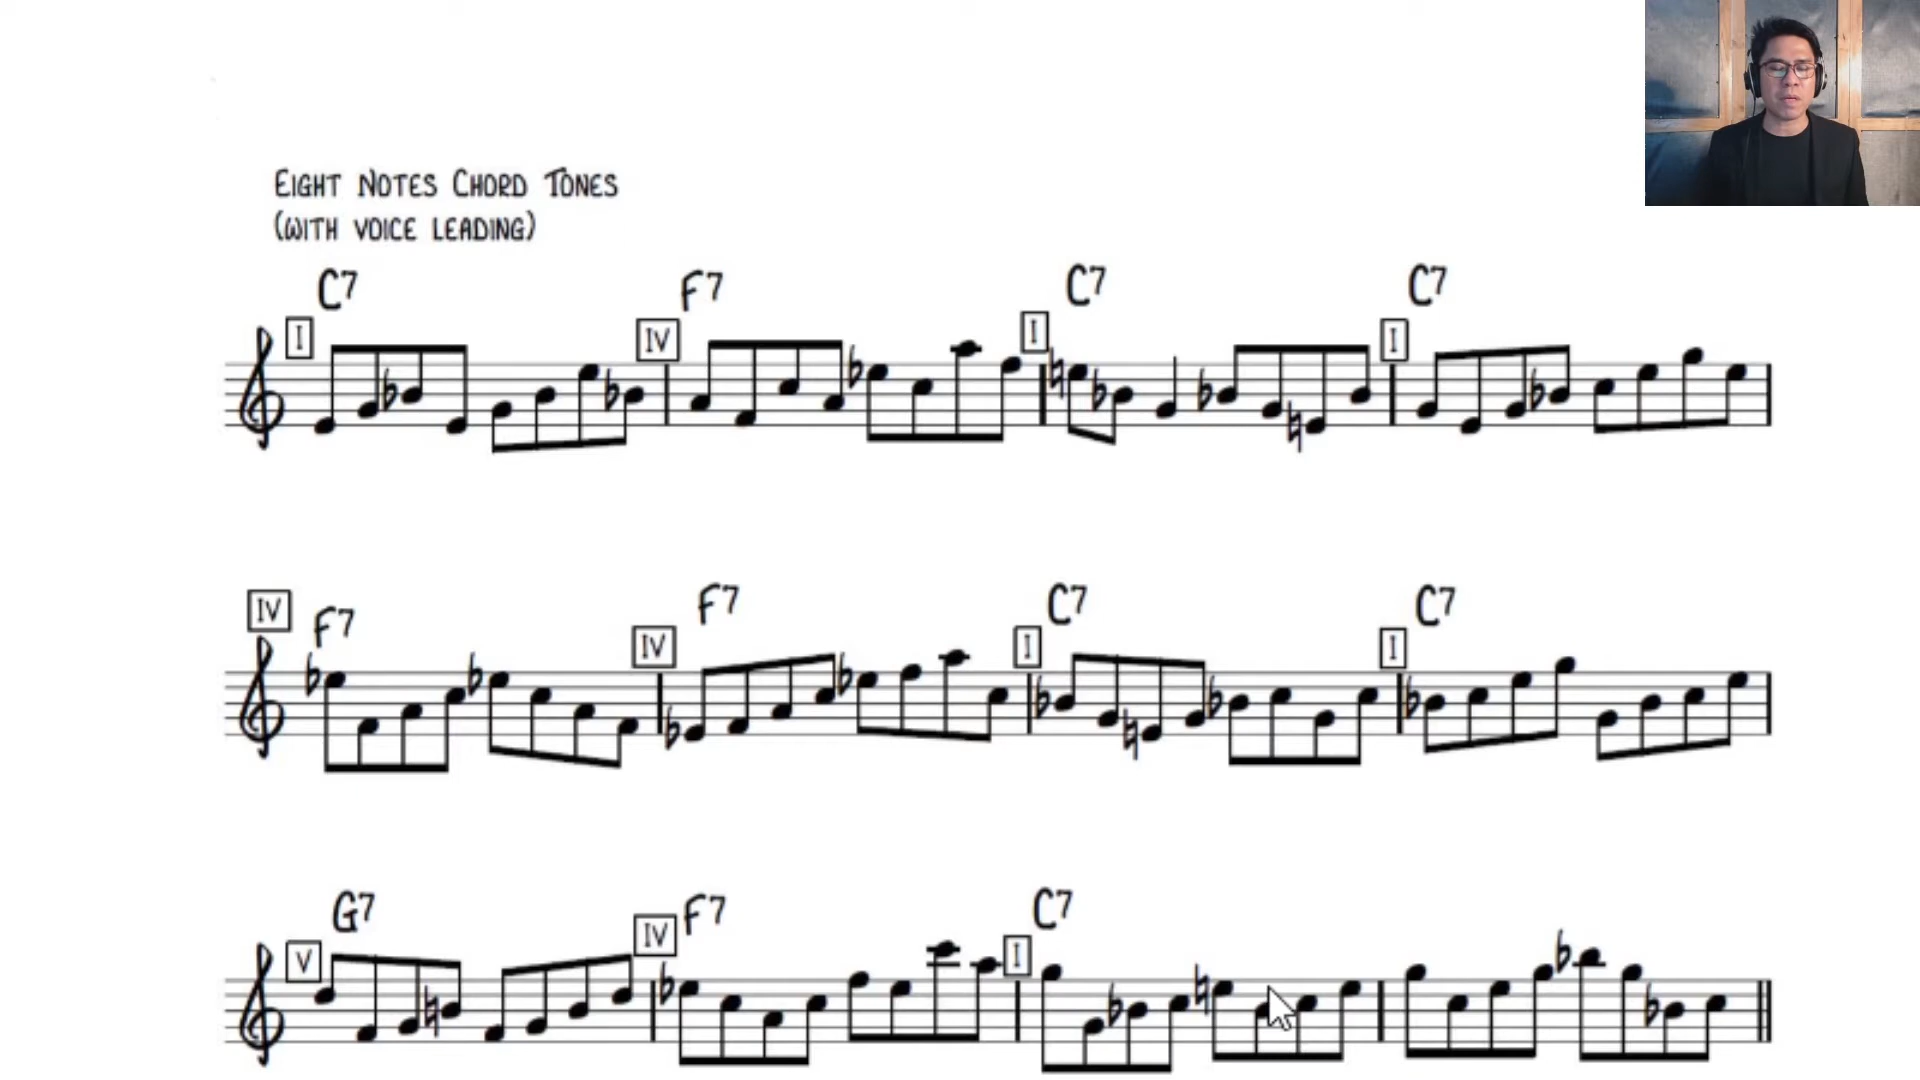 EIGHT NOTES CHORD TONES
(WITH VOICE LEADING)
C7 F7 C7 C7
I IV I I
F7 F7 C7 C7
IV IV I I
G7 F7 C7
V IV I